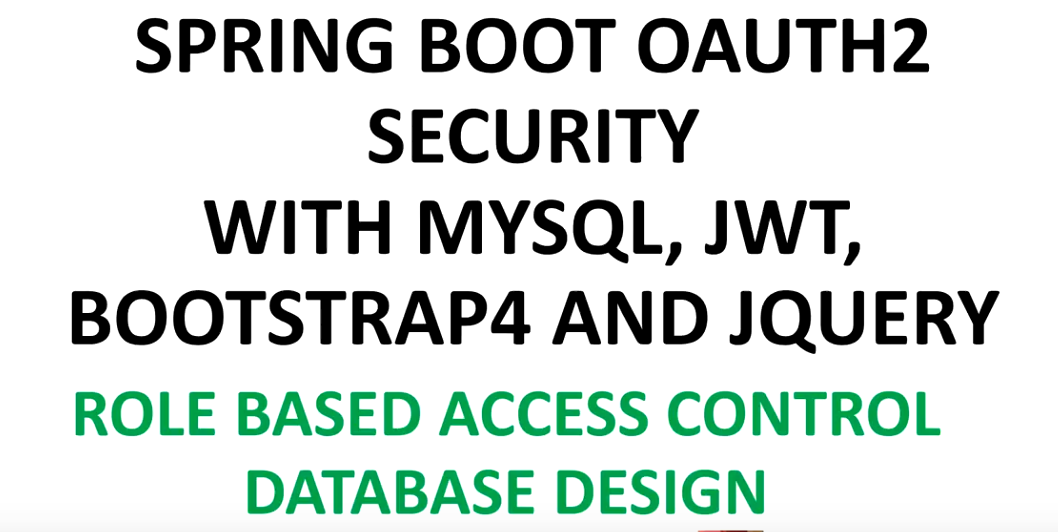 SPRING BOOT OAUTH2
SECURITY
WITH MYSQL, JWT,
BOOTSTRAP4 AND JQUERY
ROLE BASED ACCESS CONTROL
DATABASE DESIGN